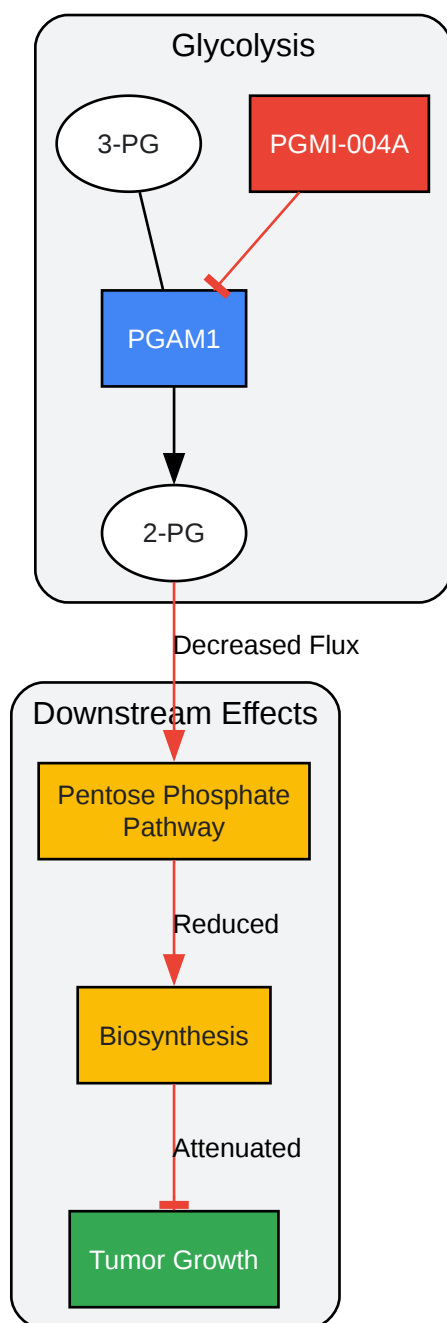 Glycolysis
3-PG
PGMI-004A
PGAM1
2-PG
Decreased Flux
Downstream Effects
Pentose Phosphate
Pathway
Reduced
Biosynthesis
Attenuated
Tumor Growth